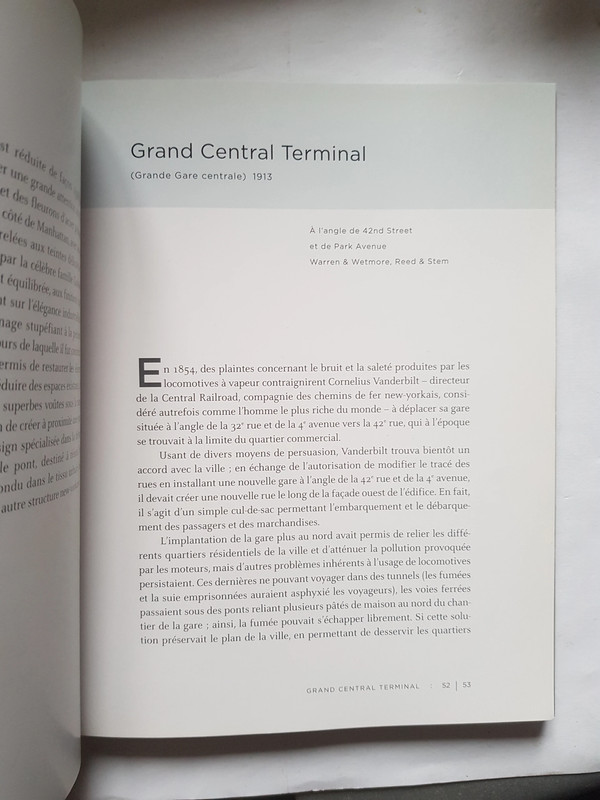 st réduite de
er une grande
et des fleurons
côté de Manhattan,
relées aux teintes
par la célèbre famille
t équilibrée, aux
t sur l'élégance
nage stupéfiant à la
ours de laquelle il fut
ermis de restaurer les
duire des espaces
superbes voûtes
n de créer à proximité
sign spécialisée dans
le pont, destiné à
ondu dans le tissu
autre structure
Grand Central Terminal
(Grande Gare centrale) 1913
À l'angle de 42nd Street
et de Park Avenue
Warren & Wetmore, Reed & Stem
En 1854, des plaintes concernant le bruit et la saleté produites par les
locomotives à vapeur contraignirent Cornelius Vanderbilt – directeur
de la Central Railroad, compagnie des chemins de fer new-yorkais, consi-
déré autrefois comme l'homme le plus riche du monde – à déplacer sa gare
située à l'angle de la 32e rue et de la 4e avenue vers la 42e rue, qui à l'époque
se trouvait à la limite du quartier commercial.
Usant de divers moyens de persuasion, Vanderbilt trouva bientôt un
accord avec la ville ; en échange de l'autorisation de modifier le tracé des
rues en installant une nouvelle gare à l'angle de la 42e rue et de la 4e avenue,
il devait créer une nouvelle rue le long de la façade ouest de l'édifice. En fait,
il s'agit d'un simple cul-de-sac permettant l'embarquement et le débarque-
ment des passagers et des marchandises.
L'implantation de la gare plus au nord avait permis de relier les diffé-
rents quartiers résidentiels de la ville et d'atténuer la pollution provoquée
par les moteurs, mais d'autres problèmes inhérents à l'usage de locomotives
persistaient. Ces dernières ne pouvant voyager dans des tunnels (les fumées
et la suie emprisonnées auraient asphyxié les voyageurs), les voies ferrées
passaient sous des ponts reliant plusieurs pâtés de maison au nord du chan-
tier de la gare ; ainsi, la fumée pouvait s'échapper librement. Si cette solu-
tion préservait le plan de la ville, en permettant de desservir les quartiers
GRAND CENTRAL TERMINAL : 52 | 53